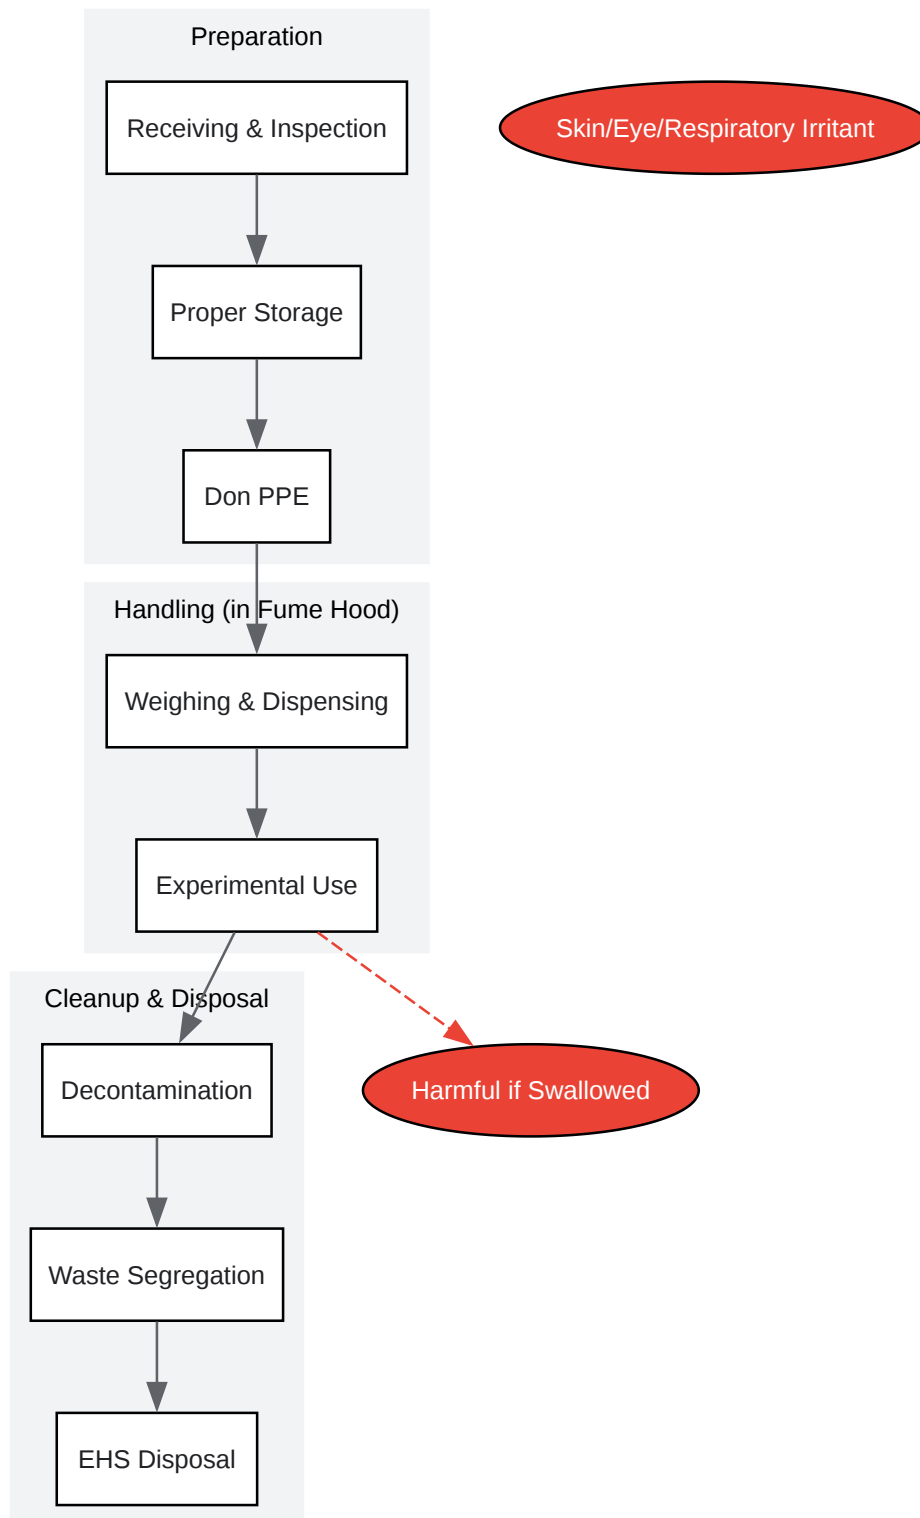 Preparation
Receiving & Inspection
Skin/Eye/Respiratory Irritant
Proper Storage
Don PPE
Handling (in Fume Hood)
Weighing & Dispensing
Experimental Use
Cleanup & Disposal
Decontamination
Harmful if Swallowed
Waste Segregation
EHS Disposal